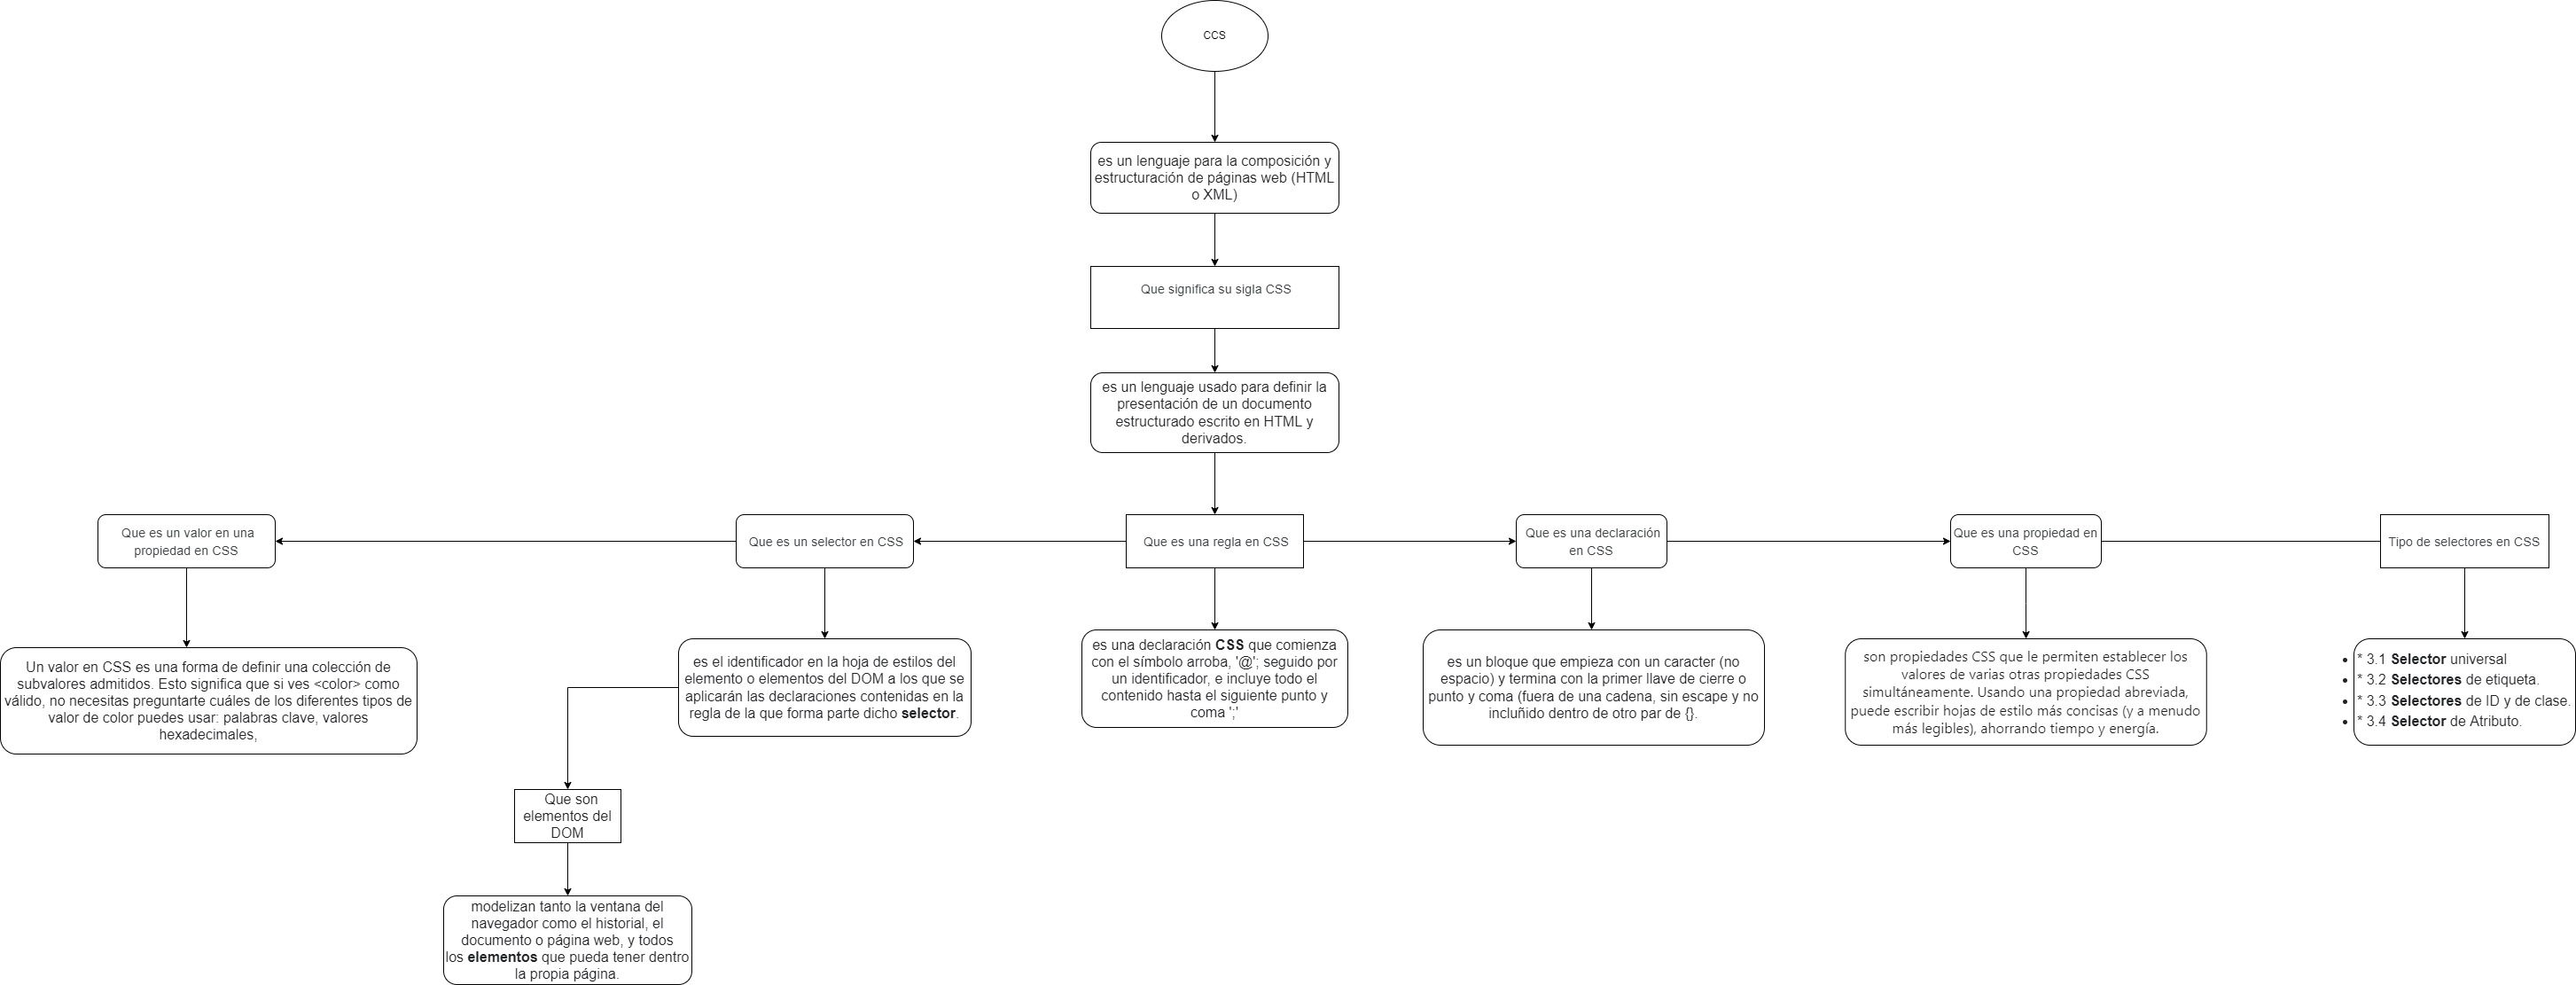 CCS
es un lenguaje para la composición y
estructuración de páginas web (HTML
o XML)
Que significa su sigla CSS
es un lenguaje usado para definir la
presentación de un documento
estructurado escrito en HTML y
derivados.
Que es un valor en una
propiedad en CSS
Que es un selector en CSS
Que es una regla en CSS
Que es una declaración
en CSS
Que es una propiedad en
CSS
Tipo de selectores en CSS
Un valor en CSS es una forma de definir una colección de
subvalores admitidos. Esto significa que si ves <color> como
válido, no necesitas preguntarte cuáles de los diferentes tipos de
valor de color puedes usar: palabras clave, valores
hexadecimales,
es el identificador en la hoja de estilos del
elemento o elementos del DOM a los que se
aplicarán las declaraciones contenidas en la
regla de la que forma parte dicho selector.
es una declaración CSS que comienza
con el símbolo arroba, '@'; seguido por
un identificador, e incluye todo el
contenido hasta el siguiente punto y
coma ';'
es un bloque que empieza con un caracter (no
espacio) y termina con la primer llave de cierre o
punto y coma (fuera de una cadena, sin escape y no
incluñido dentro de otro par de {}.
son propiedades CSS que le permiten establecer los
valores de varias otras propiedades CSS
simultáneamente. Usando una propiedad abreviada,
puede escribir hojas de estilo más concisas (y a menudo
más legibles), ahorrando tiempo y energía.
• * 3.1 Selector universal
• * 3.2 Selectores de etiqueta.
• * 3.3 Selectores de ID y de clase.
• * 3.4 Selector de Atributo.
Que son
elementos del
DOM
modelizan tanto la ventana del
navegador como el historial, el
documento o página web, y todos
los elementos que pueda tener dentro
la propia página.